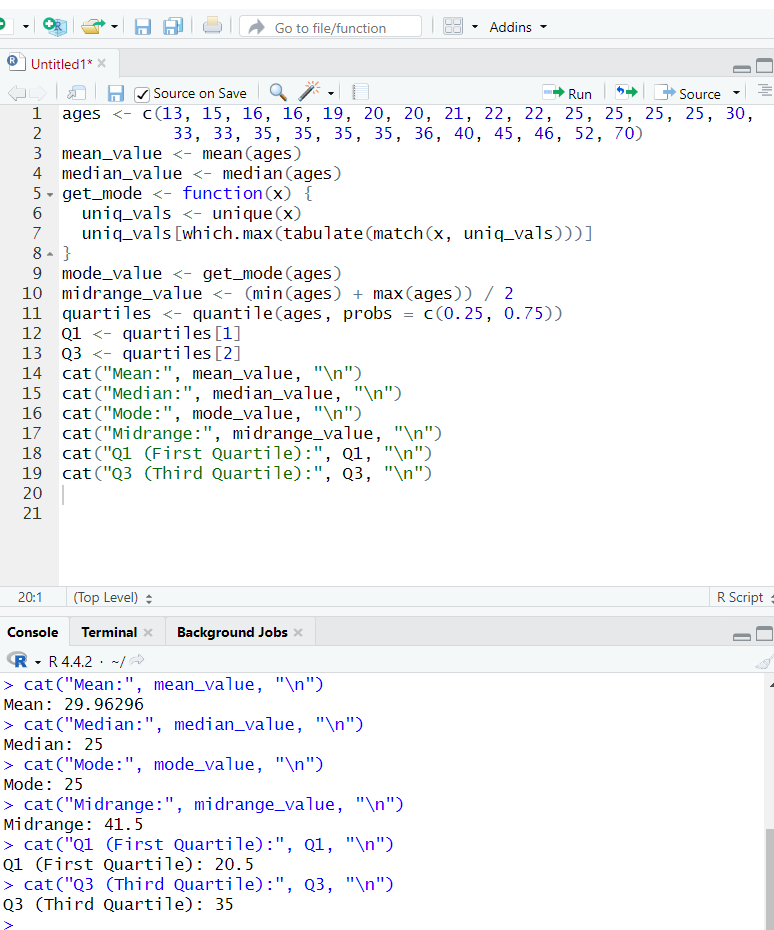 Go to file/function
Addins
Untitled1*
Source on Save
Run
Source
1 ages <- c(13, 15, 16, 16, 19, 20, 20, 21, 22, 22, 25, 25, 25, 25, 30,
2 33, 33, 35, 35, 35, 35, 36, 40, 45, 46, 52, 70)
3 mean_value <- mean(ages)
4 median_value <- median(ages)
5 get_mode <- function(x) {
6 uniq_vals <- unique(x)
7 uniq_vals[which.max(tabulate(match(x, uniq_vals)))]
8 }
9 mode_value <- get_mode(ages)
10 midrange_value <- (min(ages) + max(ages)) / 2
11 quartiles <- quantile(ages, probs = c(0.25, 0.75))
12 Q1 <- quartiles[1]
13 Q3 <- quartiles[2]
14 cat("Mean:", mean_value, "\n")
15 cat("Median:", median_value, "\n")
16 cat("Mode:", mode_value, "\n")
17 cat("Midrange:", midrange_value, "\n")
18 cat("Q1 (First Quartile):", Q1, "\n")
19 cat("Q3 (Third Quartile):", Q3, "\n")
20
21
20:1 (Top Level) R Script
Console Terminal Background Jobs
R 4.4.2 · ~/
> cat("Mean:", mean_value, "\n")
Mean: 29.96296
> cat("Median:", median_value, "\n")
Median: 25
> cat("Mode:", mode_value, "\n")
Mode: 25
> cat("Midrange:", midrange_value, "\n")
Midrange: 41.5
> cat("Q1 (First Quartile):", Q1, "\n")
Q1 (First Quartile): 20.5
> cat("Q3 (Third Quartile):", Q3, "\n")
Q3 (Third Quartile): 35
>